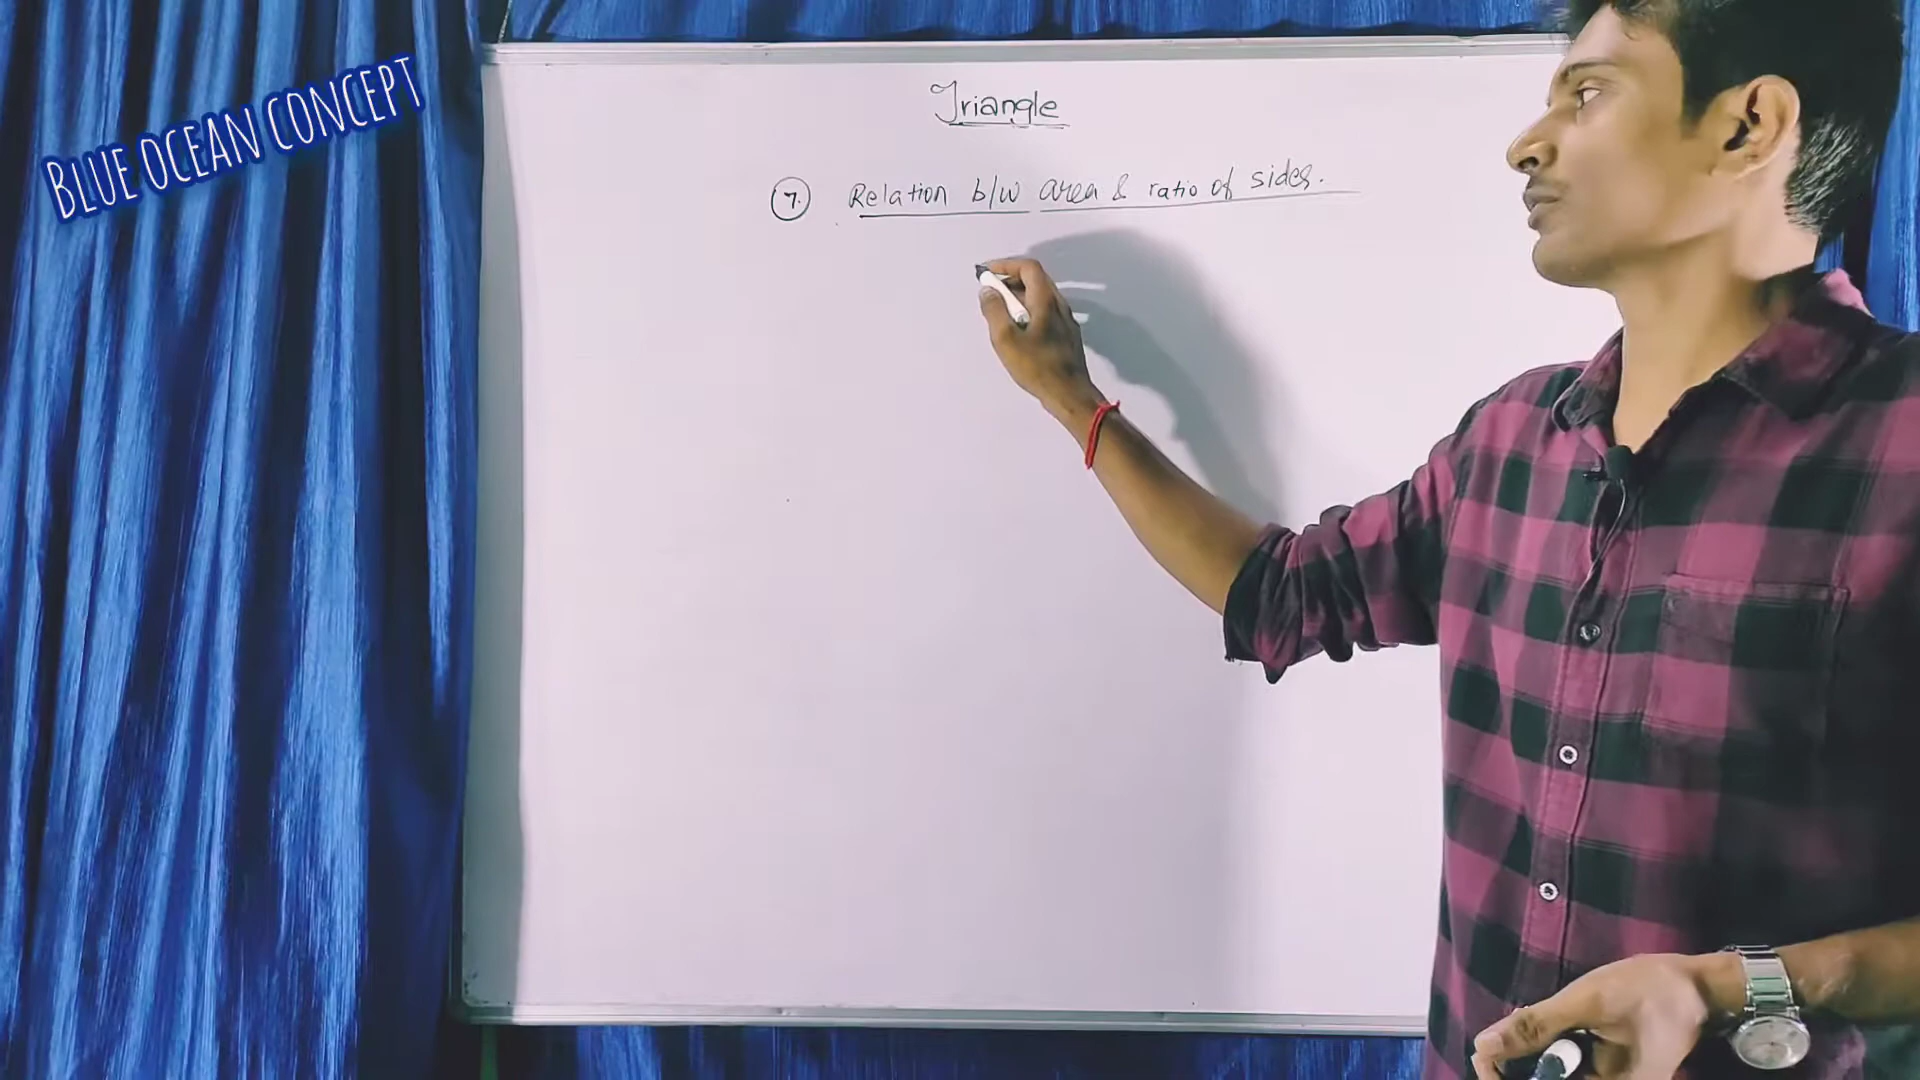 BLUE OCEAN CONCEPT
Triangle
7. Relation b/w area & ratio of sides.